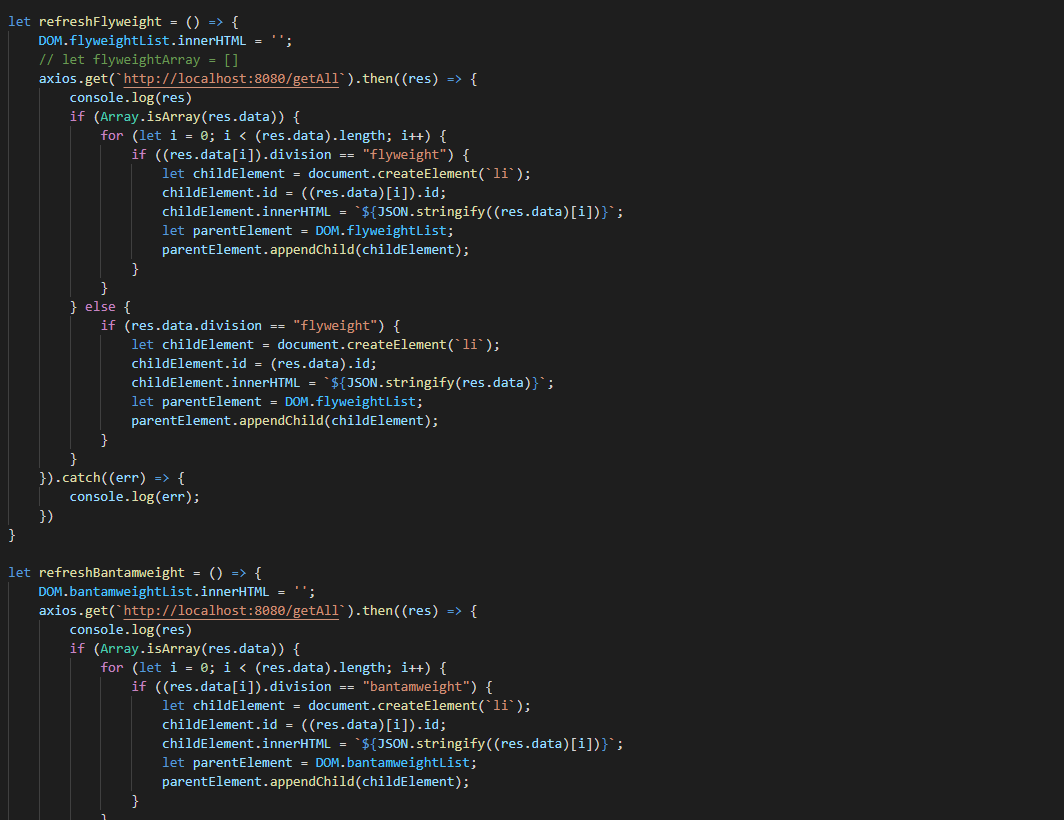 let refreshFlyweight = () => {
    DOM.flyweightList.innerHTML = '';
    // let flyweightArray = []
    axios.get(`http://localhost:8080/getAll`).then((res) => {
        console.log(res)
        if (Array.isArray(res.data)) {
            for (let i = 0; i < (res.data).length; i++) {
                if ((res.data[i]).division == "flyweight") {
                    let childElement = document.createElement(`li`);
                    childElement.id = ((res.data)[i]).id;
                    childElement.innerHTML = `${JSON.stringify((res.data)[i])}`;
                    let parentElement = DOM.flyweightList;
                    parentElement.appendChild(childElement);
                }
            }
        } else {
            if (res.data.division == "flyweight") {
                let childElement = document.createElement(`li`);
                childElement.id = (res.data).id;
                childElement.innerHTML = `${JSON.stringify(res.data)}`;
                let parentElement = DOM.flyweightList;
                parentElement.appendChild(childElement);
            }
        }
    }).catch((err) => {
        console.log(err);
    })
}

let refreshBantamweight = () => {
    DOM.bantamweightList.innerHTML = '';
    axios.get(`http://localhost:8080/getAll`).then((res) => {
        console.log(res)
        if (Array.isArray(res.data)) {
            for (let i = 0; i < (res.data).length; i++) {
                if ((res.data[i]).division == "bantamweight") {
                    let childElement = document.createElement(`li`);
                    childElement.id = ((res.data)[i]).id;
                    childElement.innerHTML = `${JSON.stringify((res.data)[i])}`;
                    let parentElement = DOM.bantamweightList;
                    parentElement.appendChild(childElement);
                }
            }